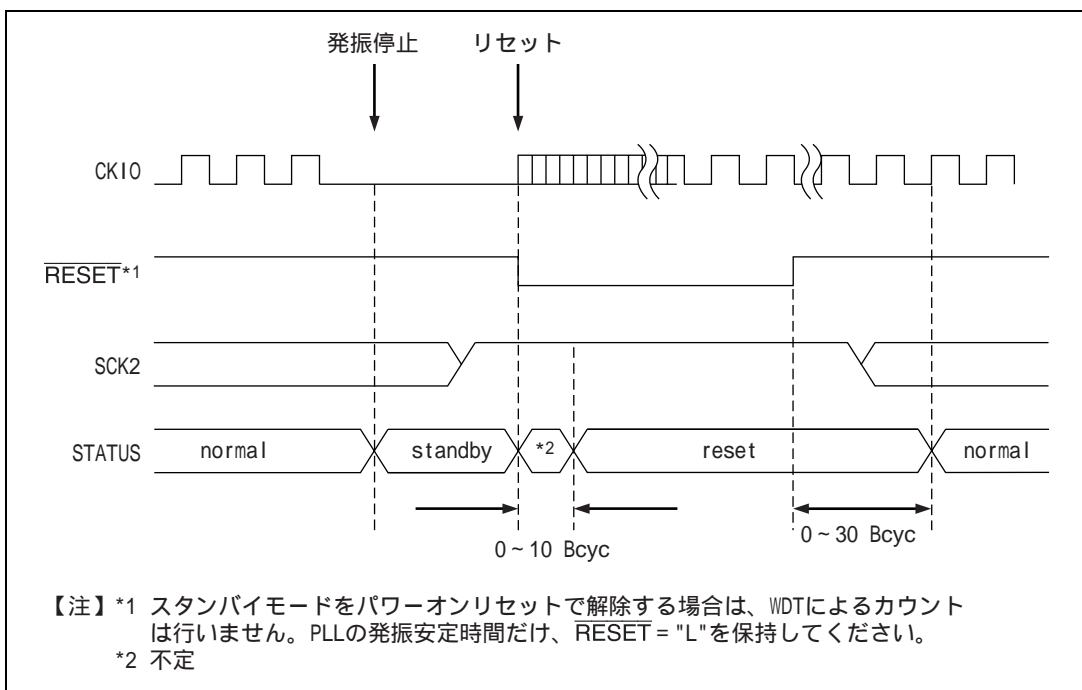 発振停止 リセット
CKIO
RESET*1
SCK2
STATUS normal standby *2 reset normal
0 ~ 10 Bcyc 0 ~ 30 Bcyc
【注】*1 スタンバイモードをパワーオンリセットで解除する場合は、WDTによるカウント
は行いません。PLLの発振安定時間だけ、RESET = "L"を保持してください。
*2 不定